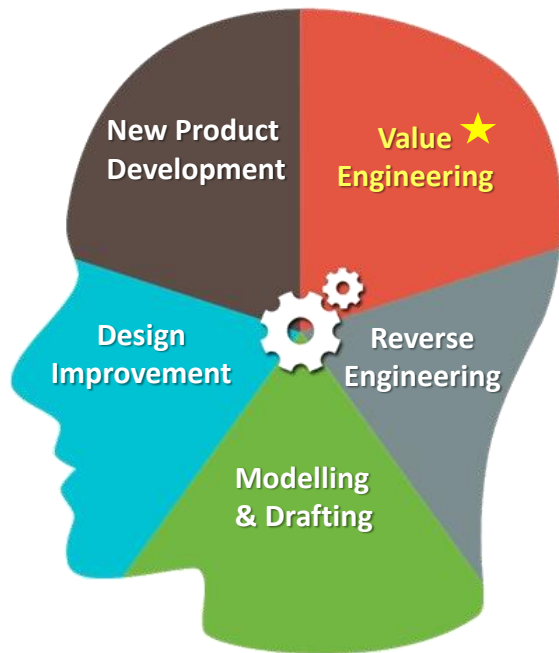 New Product
Development
Value
Engineering
Design
Improvement
Reverse
Engineering
Modelling
& Drafting